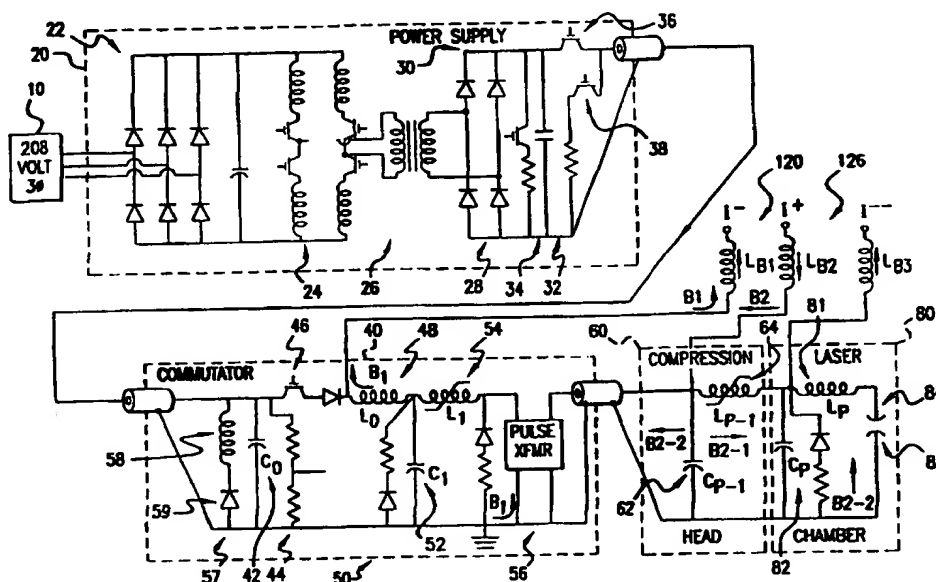 22
20
POWER SUPPLY
36
30
10
208
VOLT
3ø
38
120
126
I-
I+
LB1
LB2
LB3
B1
B2
24
26
28
34
32
46
40
48
54
60
64
81
80
COMMUTATOR
B1
L0
L1
COMPRESSION
LASER
LP-1
LP
58
C0
C1
PULSE
XFMR
B2-2
B2-1
59
B1
62
CP-1
CP
B2-2
52
HEAD
CHAMBER
57
42
44
50
56
82